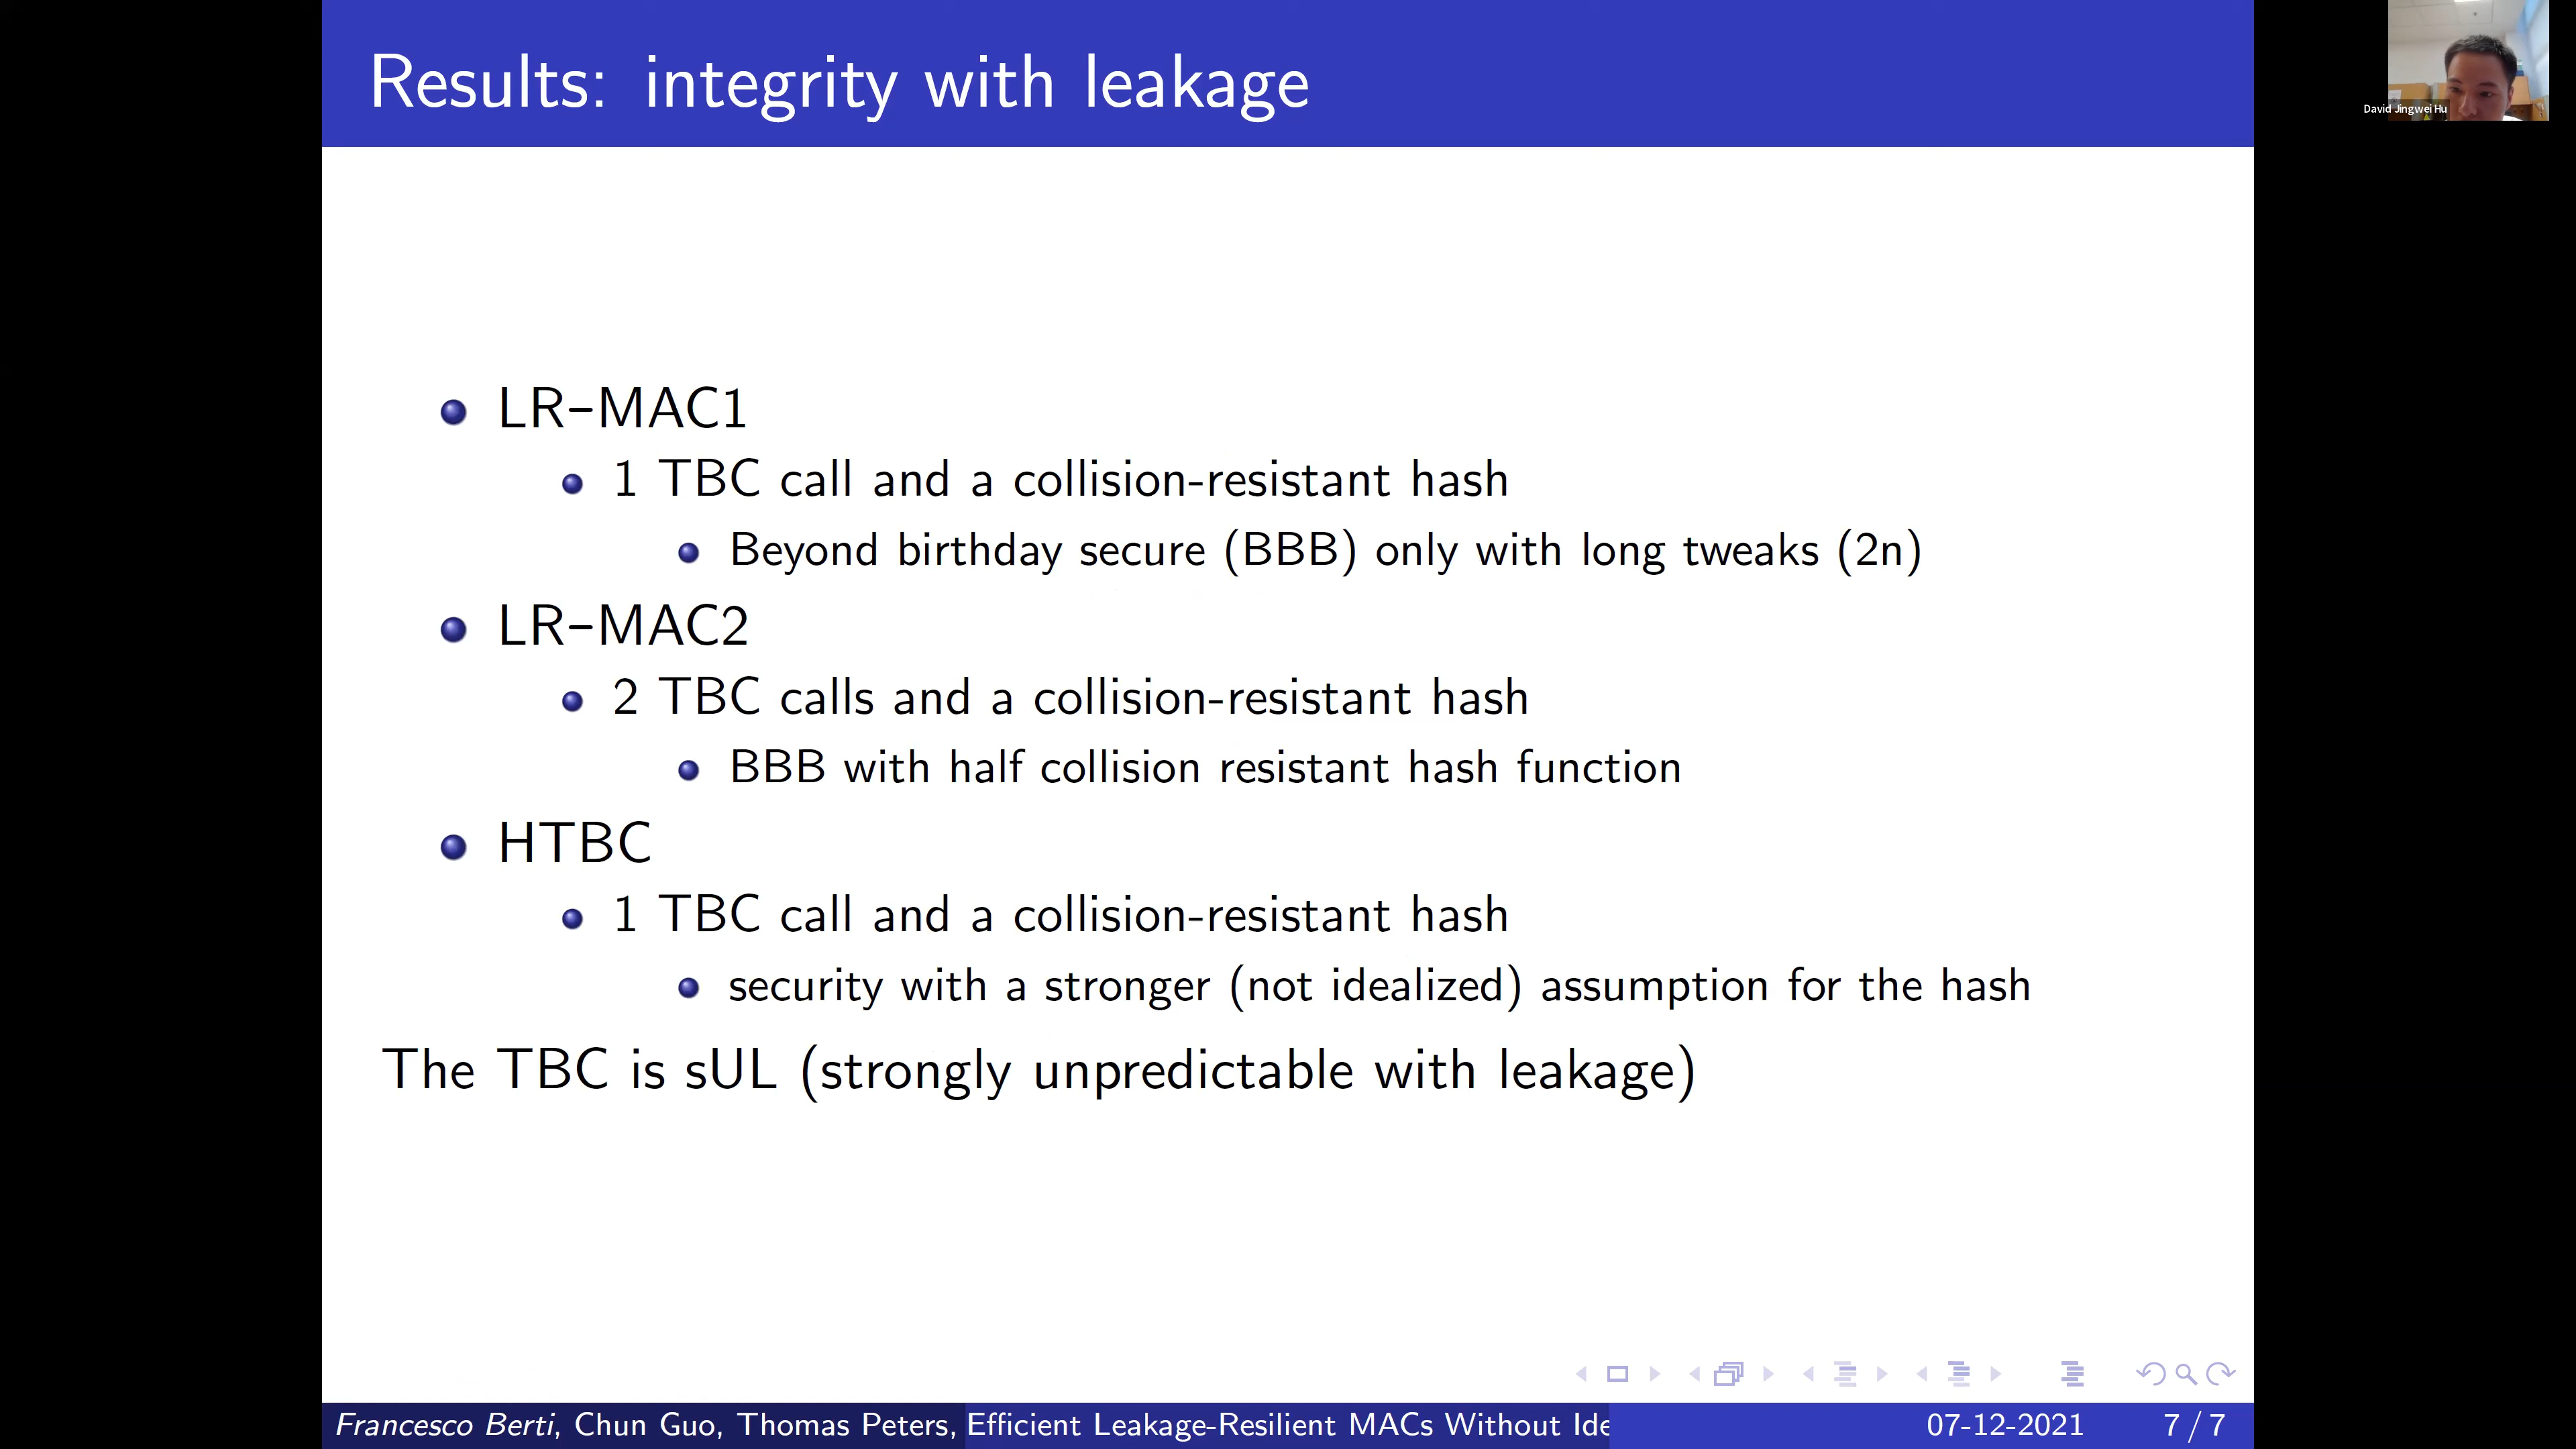 Results: integrity with leakage
David Jingwei Hu
LR–MAC1
1 TBC call and a collision-resistant hash
Beyond birthday secure (BBB) only with long tweaks (2n)
LR–MAC2
2 TBC calls and a collision-resistant hash
BBB with half collision resistant hash function
HTBC
1 TBC call and a collision-resistant hash
security with a stronger (not idealized) assumption for the hash
The TBC is sUL (strongly unpredictable with leakage)
Francesco Berti, Chun Guo, Thomas Peters, Efficient Leakage-Resilient MACs Without Ide 07-12-2021 7 / 7